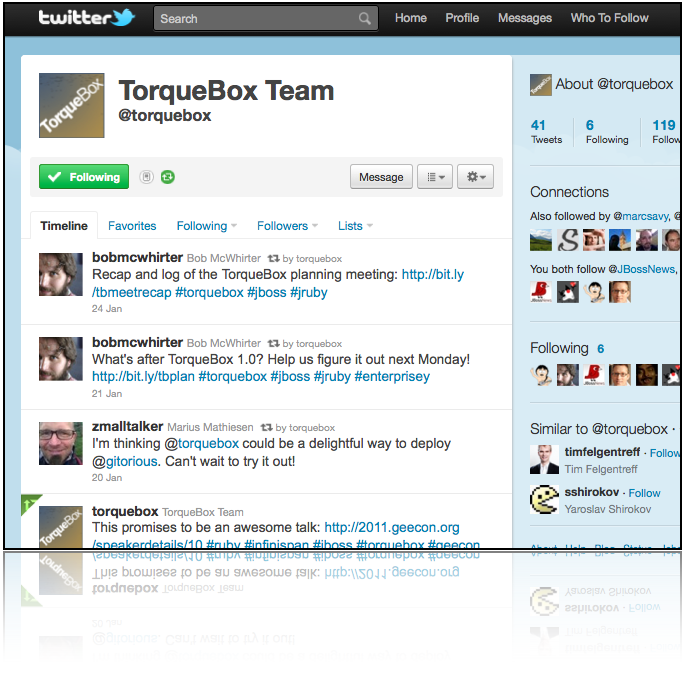 twitter
Search
Home Profile Messages Who To Follow
TorqueBox
TorqueBox Team
@torquebox
Following
Message
Timeline Favorites Following Followers Lists
bobmcwhirter Bob McWhirter by torquebox
Recap and log of the TorqueBox planning meeting: http://bit.ly
/tbmeetrecap #torquebox #jboss #jruby
24 Jan
bobmcwhirter Bob McWhirter by torquebox
What's after TorqueBox 1.0? Help us figure it out next Monday!
http://bit.ly/tbplan #torquebox #jboss #jruby #enterprisey
21 Jan
zmalltalker Marius Mathiesen by torquebox
I'm thinking @torquebox could be a delightful way to deploy
@gitorious. Can't wait to try it out!
20 Jan
TorqueBox
torquebox TorqueBox Team
This promises to be an awesome talk: http://2011.geecon.org
/speakerdetails/10 #ruby #infinispan #jboss #torquebox #geecon
About @torquebox
41 6 119
Tweets Following Follow
Connections
Also followed by @marcsavy, @
You both follow @JBossNews,
Following 6
Similar to @torquebox ·
timfelgentreff · Follow
Tim Felgentreff
sshirokov · Follow
Yaroslav Shirokov
About Help Blog Status Job